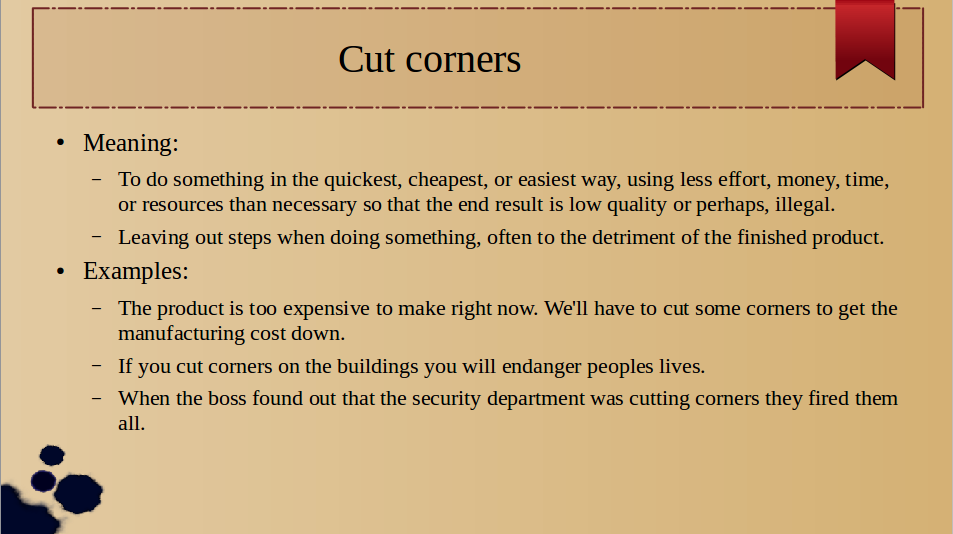 Cut corners
• Meaning:
– To do something in the quickest, cheapest, or easiest way, using less effort, money, time,
or resources than necessary so that the end result is low quality or perhaps, illegal.
– Leaving out steps when doing something, often to the detriment of the finished product.
• Examples:
– The product is too expensive to make right now. We'll have to cut some corners to get the
manufacturing cost down.
– If you cut corners on the buildings you will endanger peoples lives.
– When the boss found out that the security department was cutting corners they fired them
all.